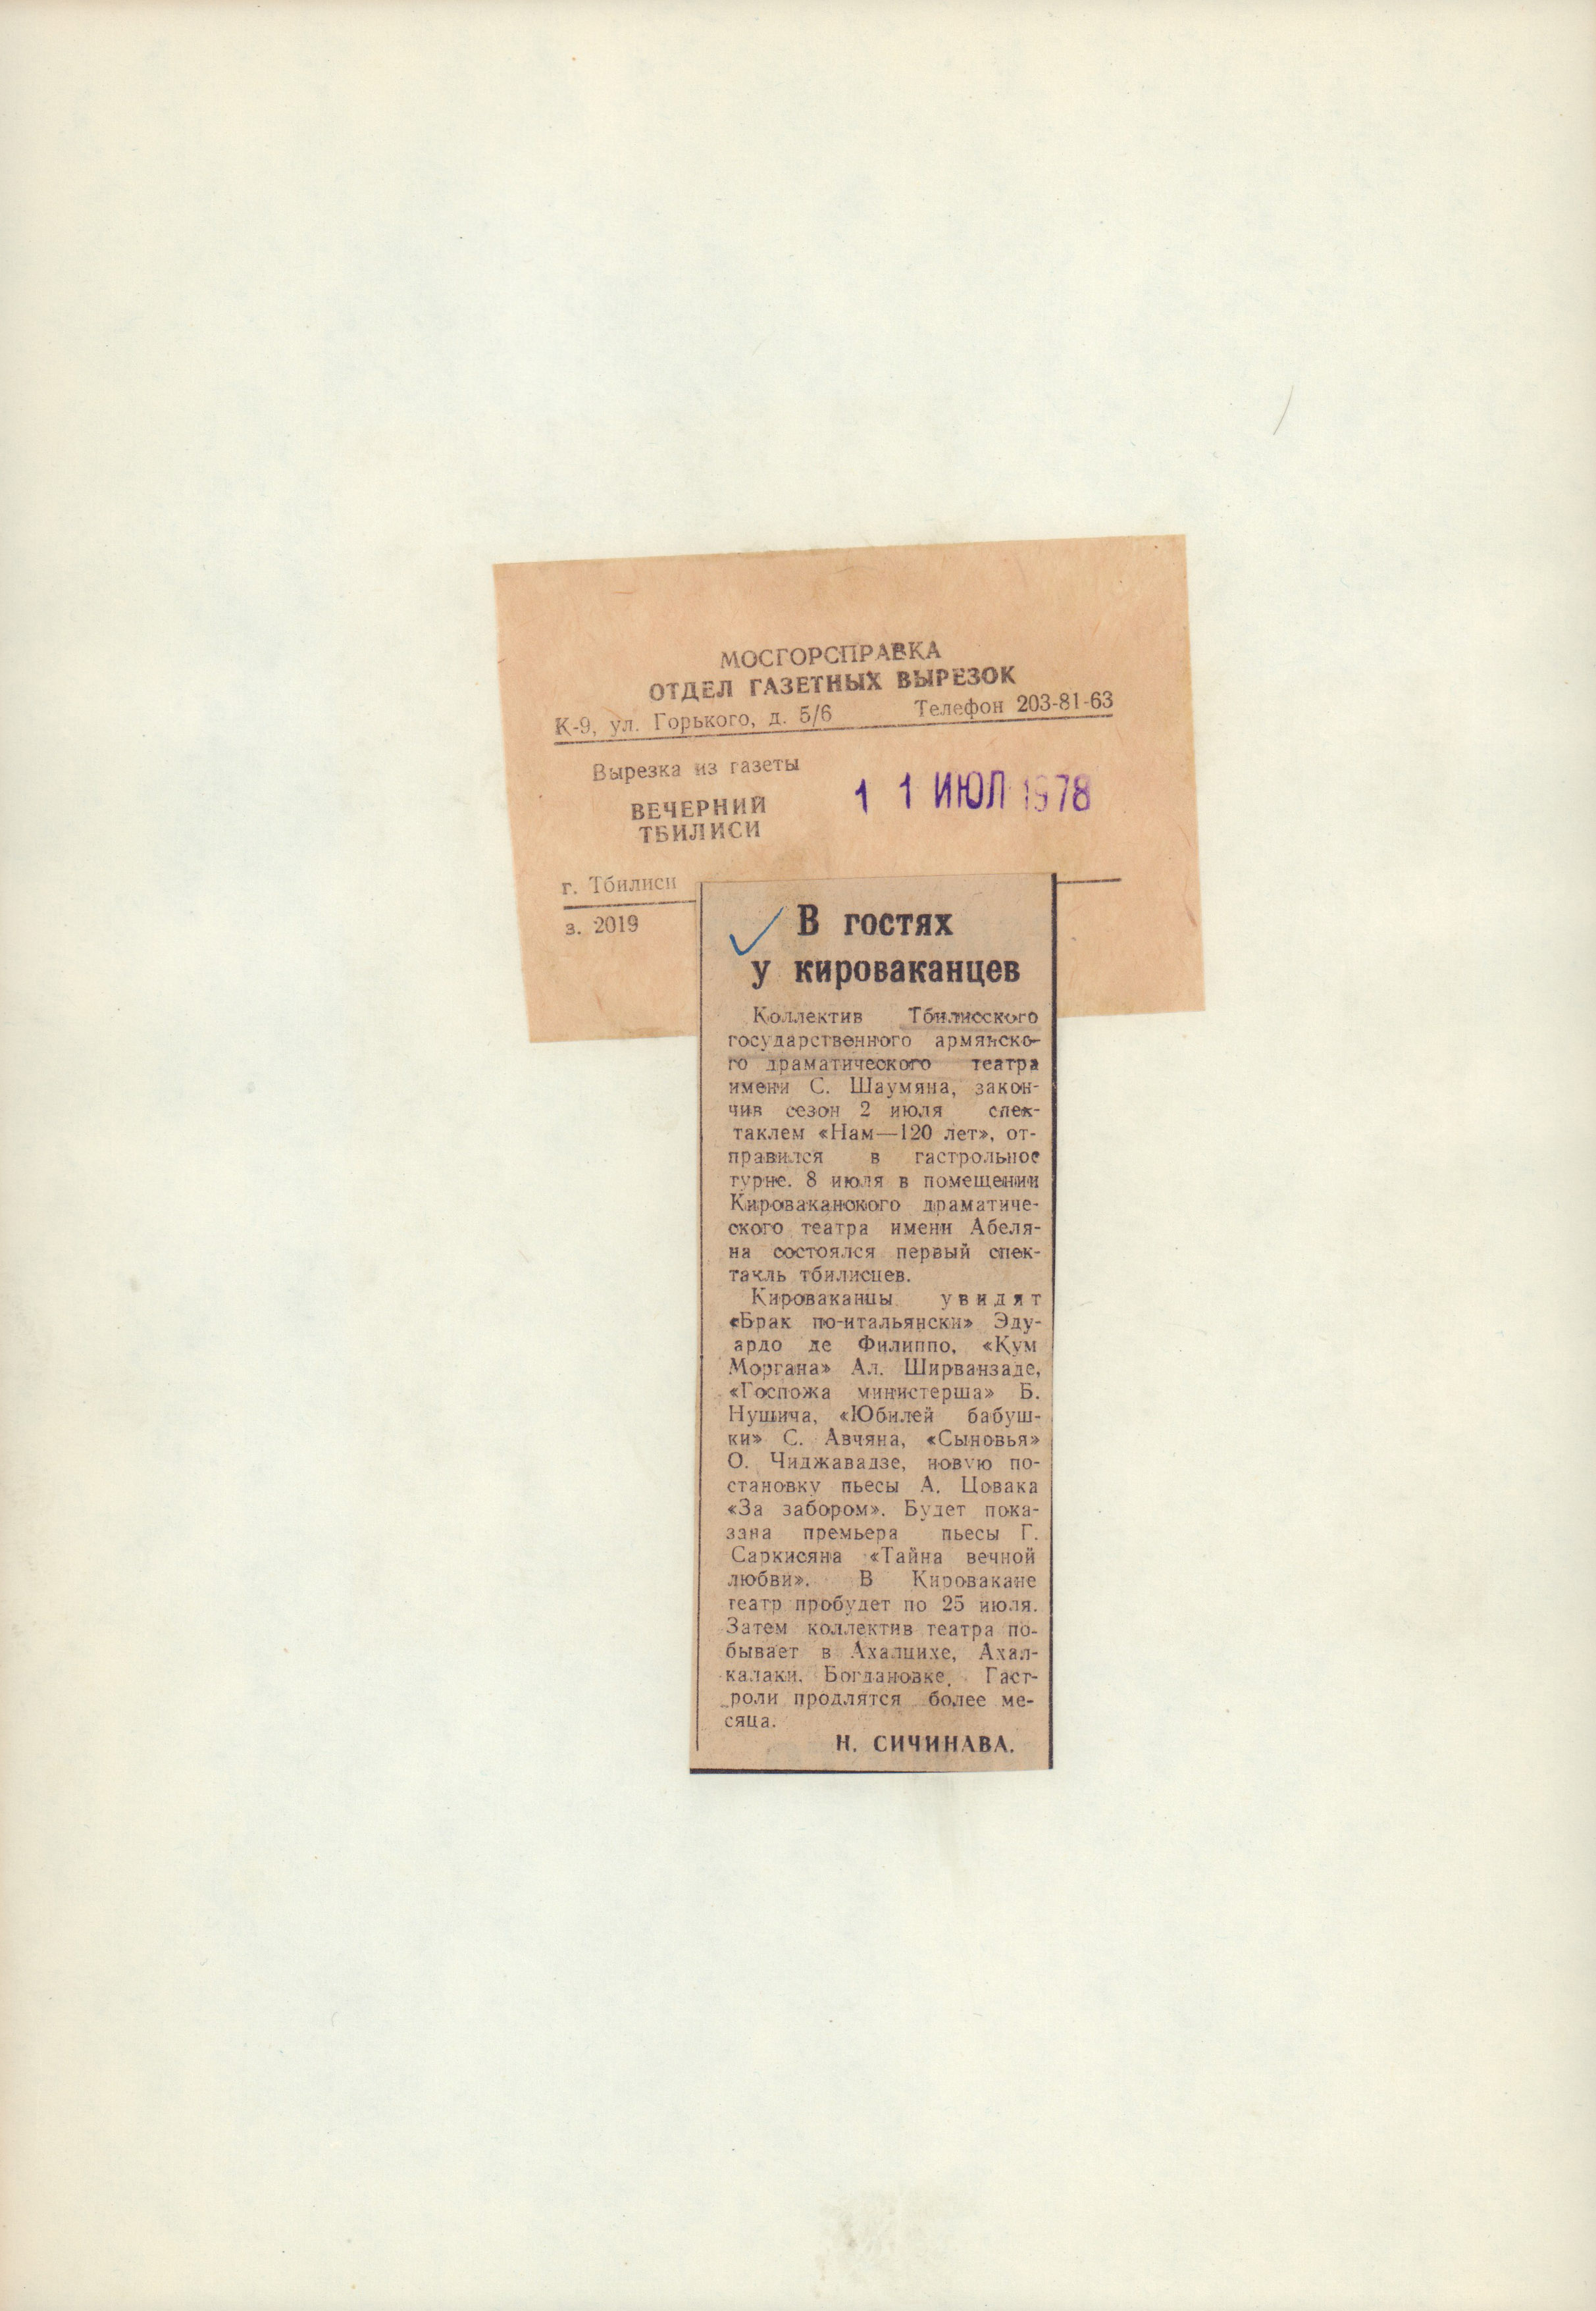 МОСГОРСПРАВКА
ОТДЕЛ ГАЗЕТНЫХ ВЫРЕЗОК
К-9, ул. Горького, д. 5/6 Телефон 203-81-63
Вырезка из газеты
ВЕЧЕРНИЙ
ТБИЛИСИ
1 1 ИЮЛ 1978
г. Тбилиси
з. 2019
В гостях
у кироваканцев
Коллектив Тбилисского
государственного армянско-
го драматического театра
имени С. Шаумяна, закон-
чив сезон 2 июля спек-
таклем «Нам—120 лет», от-
правился в гастрольное
турне. 8 июля в помещении
Кироваканского драматиче-
ского театра имени Абеля-
на состоялся первый спек-
такль тбилисцев.
Кироваканцы увидят
«Брак по-итальянски» Эду-
ардо де Филиппо, «Кум
Моргана» Ал. Ширванзаде,
«Госпожа министерша» Б.
Нушича, «Юбилей бабуш-
ки» С. Авчяна, «Сыновья»
О. Чиджавадзе, новую по-
становку пьесы А. Цовака
«За забором». Будет пока-
зана премьера пьесы Г.
Саркисяна «Тайна вечной
любви». В Кировакане
театр пробудет по 25 июля.
Затем коллектив театра по-
бывает в Ахалцихе, Ахал-
калаки, Богдановке. Гаст-
роли продлятся более ме-
сяца.
Н. СИЧИНАВА.